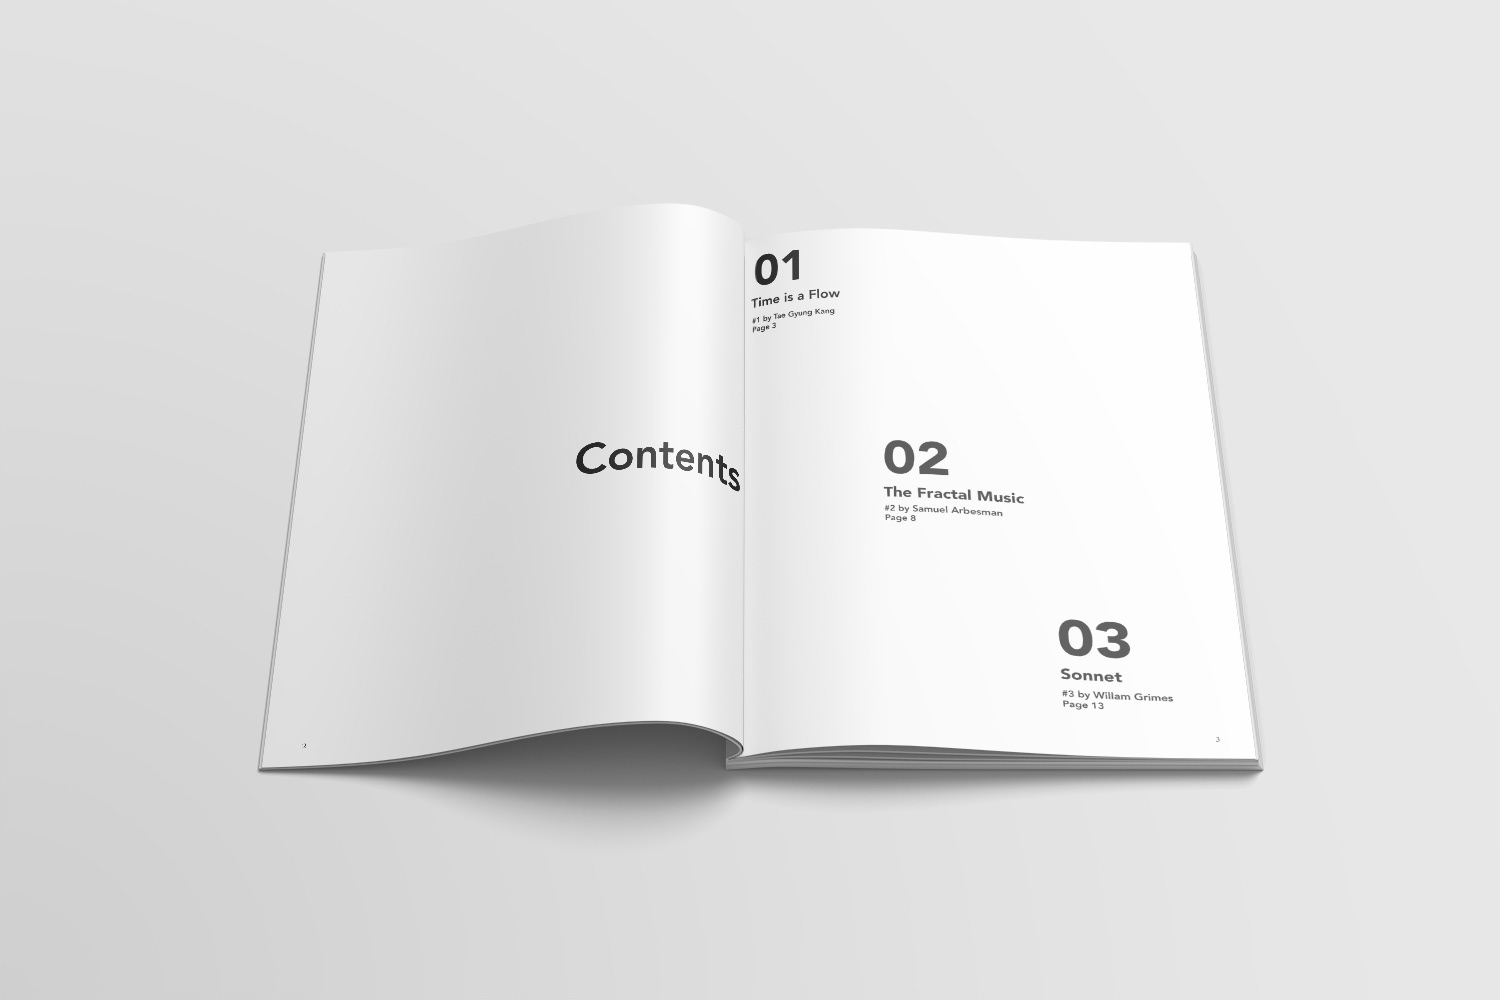 Contents
2
01
Time is a Flow
#1 by Tae Gyung Kang
Page 3
02
The Fractal Music
#2 by Samuel Arbesman
Page 8
03
Sonnet
#3 by Willam Grimes
Page 13
3